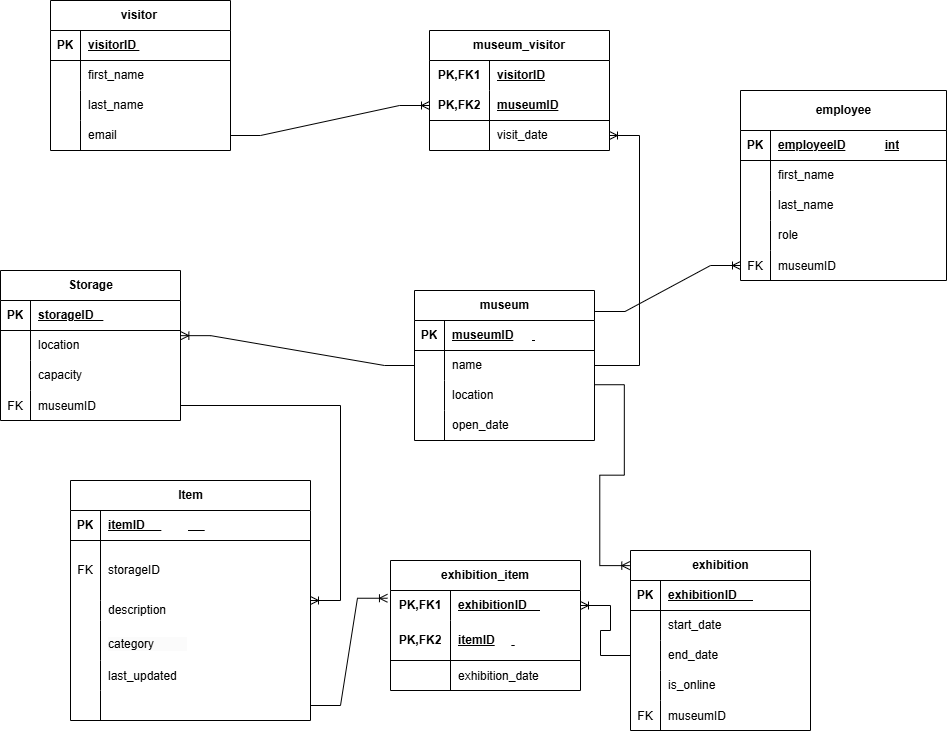 visitor
PK visitorID
first_name
last_name
email
museum_visitor
PK,FK1 visitorID
PK,FK2 museumID
visit_date
employee
PK employeeID int
first_name
last_name
role
FK museumID
Storage
PK storageID
location
capacity
FK museumID
museum
PK museumID
name
location
open_date
Item
PK itemID
FK storageID
description
category
last_updated
exhibition_item
PK,FK1 exhibitionID
PK,FK2 itemID
exhibition_date
exhibition
PK exhibitionID
start_date
end_date
is_online
FK museumID